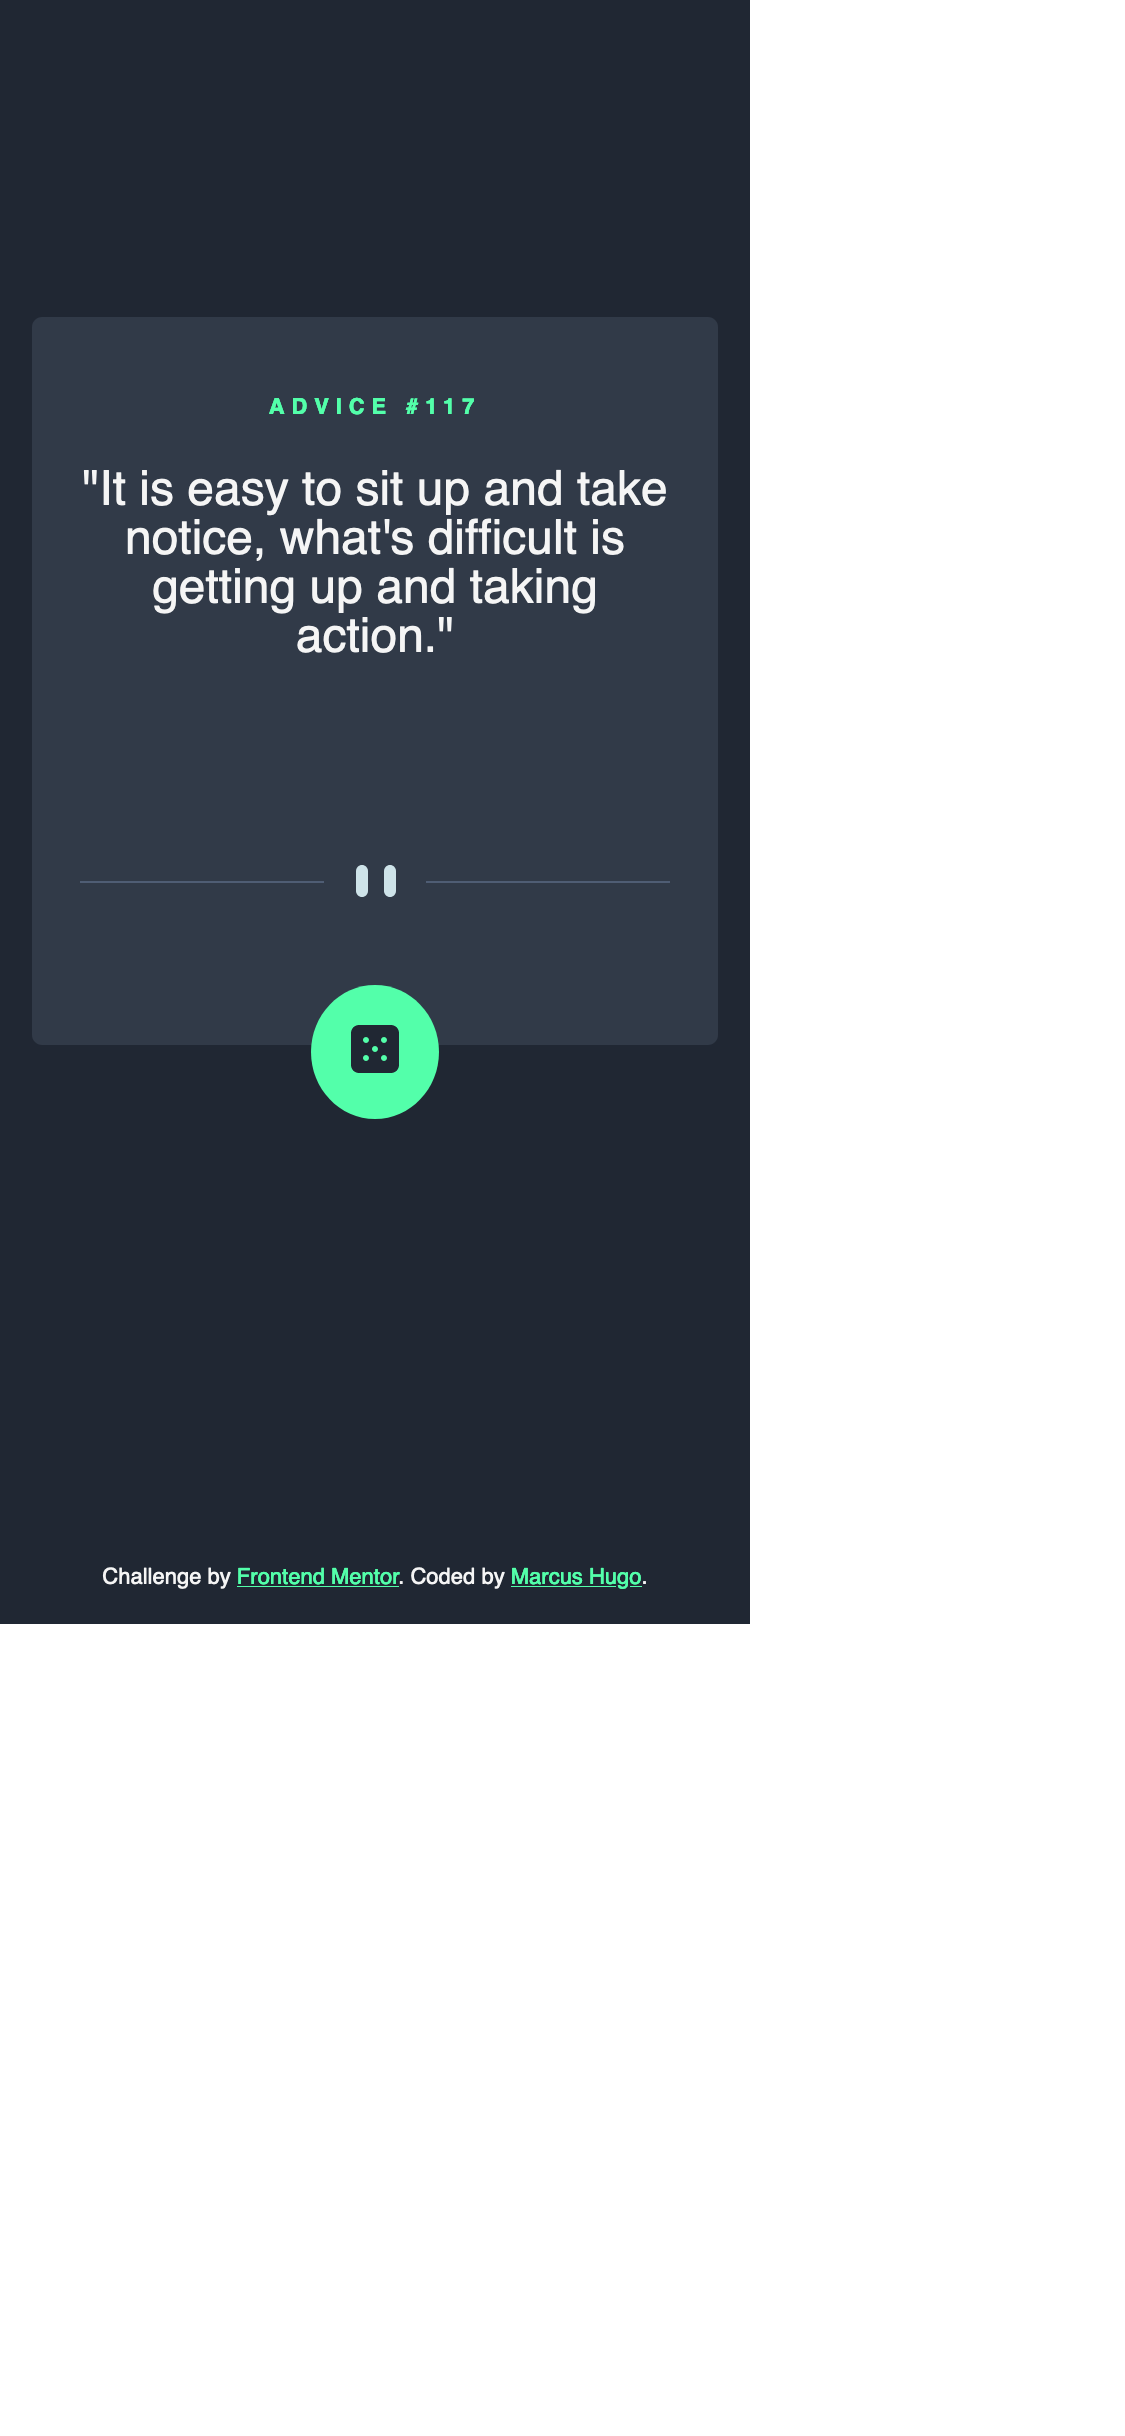 ADVICE #117
"It is easy to sit up and take
notice, what's difficult is
getting up and taking
action."
Challenge by Frontend Mentor. Coded by Marcus Hugo.